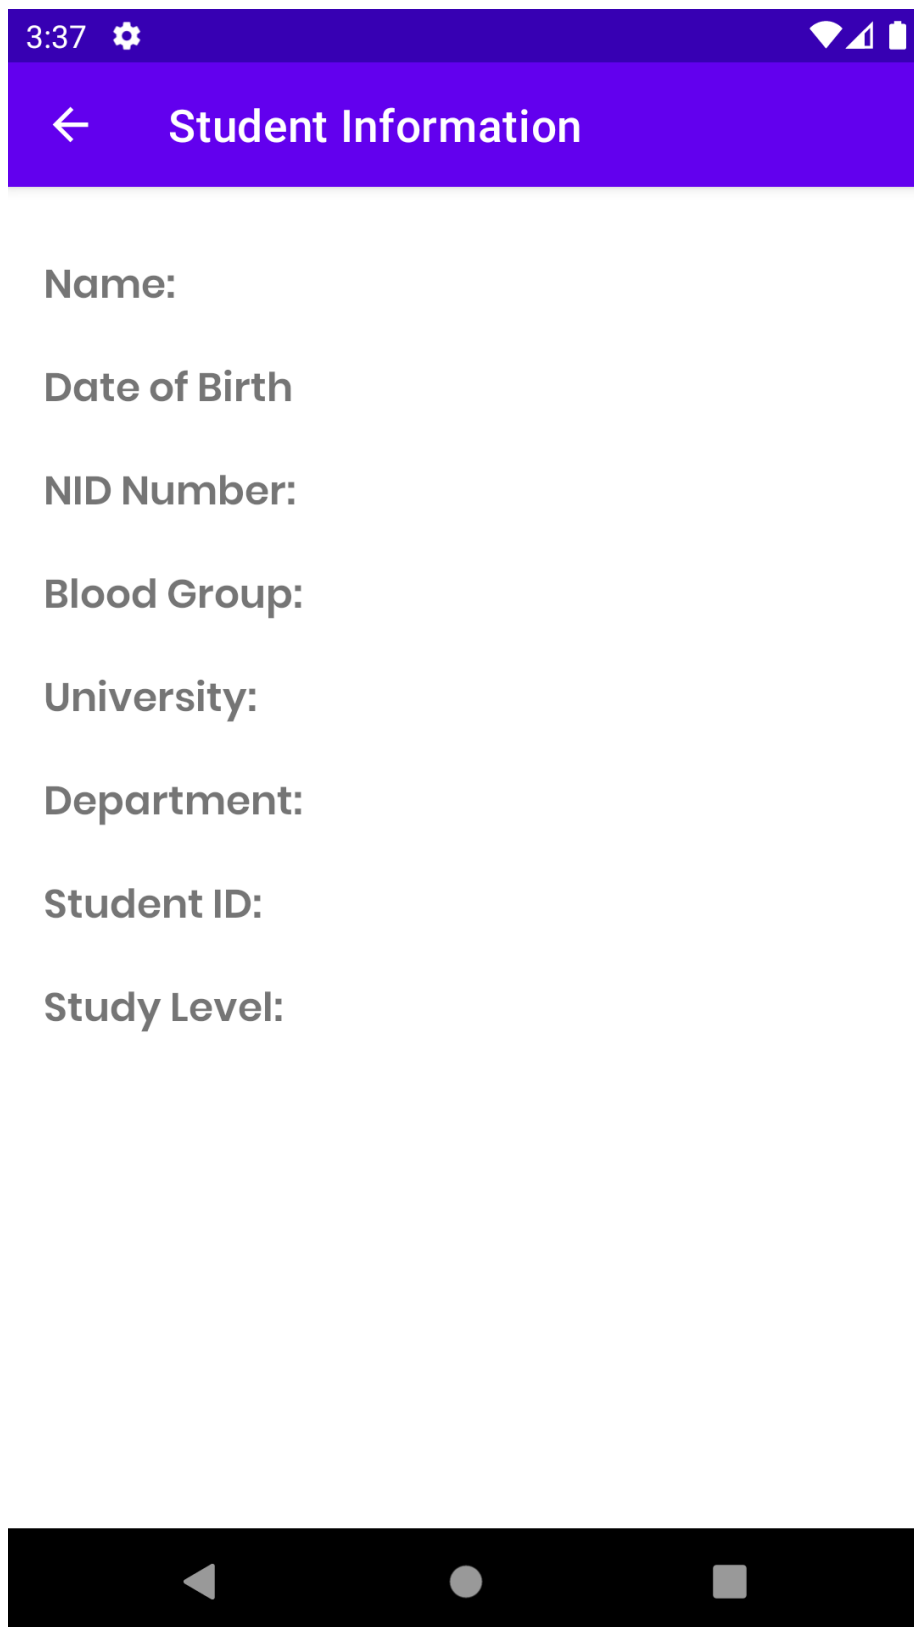 3:37
Student Information
Name:
Date of Birth
NID Number:
Blood Group:
University:
Department:
Student ID:
Study Level: